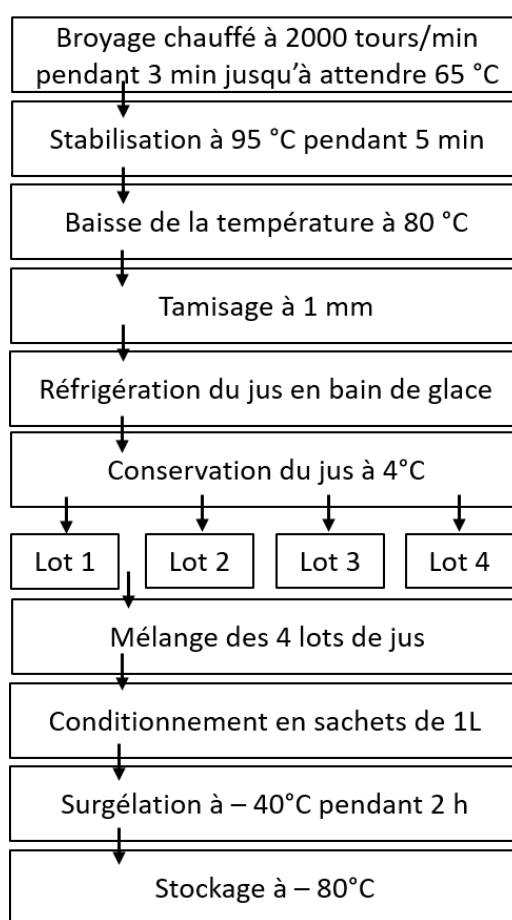 Broyage chauffé à 2000 tours/min
pendant 3 min jusqu'à attendre 65 °C
Stabilisation à 95 °C pendant 5 min
Baisse de la température à 80 °C
Tamisage à 1 mm
Réfrigération du jus en bain de glace
Conservation du jus à 4°C
Lot 1 Lot 2 Lot 3 Lot 4
Mélange des 4 lots de jus
Conditionnement en sachets de 1L
Surgélation à – 40°C pendant 2 h
Stockage à – 80°C